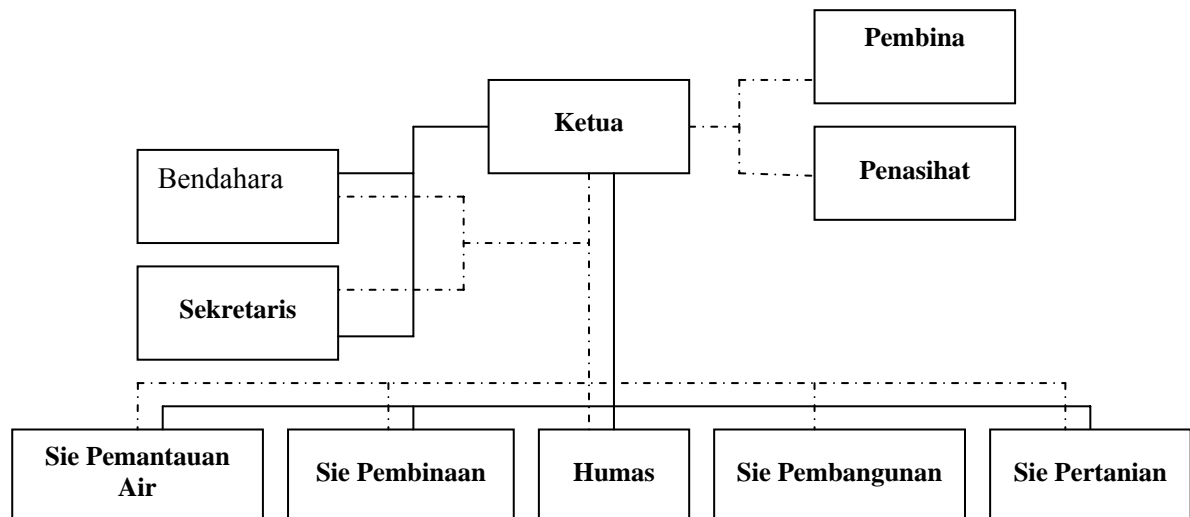 Pembina
Ketua
Penasihat
Bendahara
Sekretaris
Sie Pemantauan
Air
Sie Pembinaan
Humas
Sie Pembangunan
Sie Pertanian